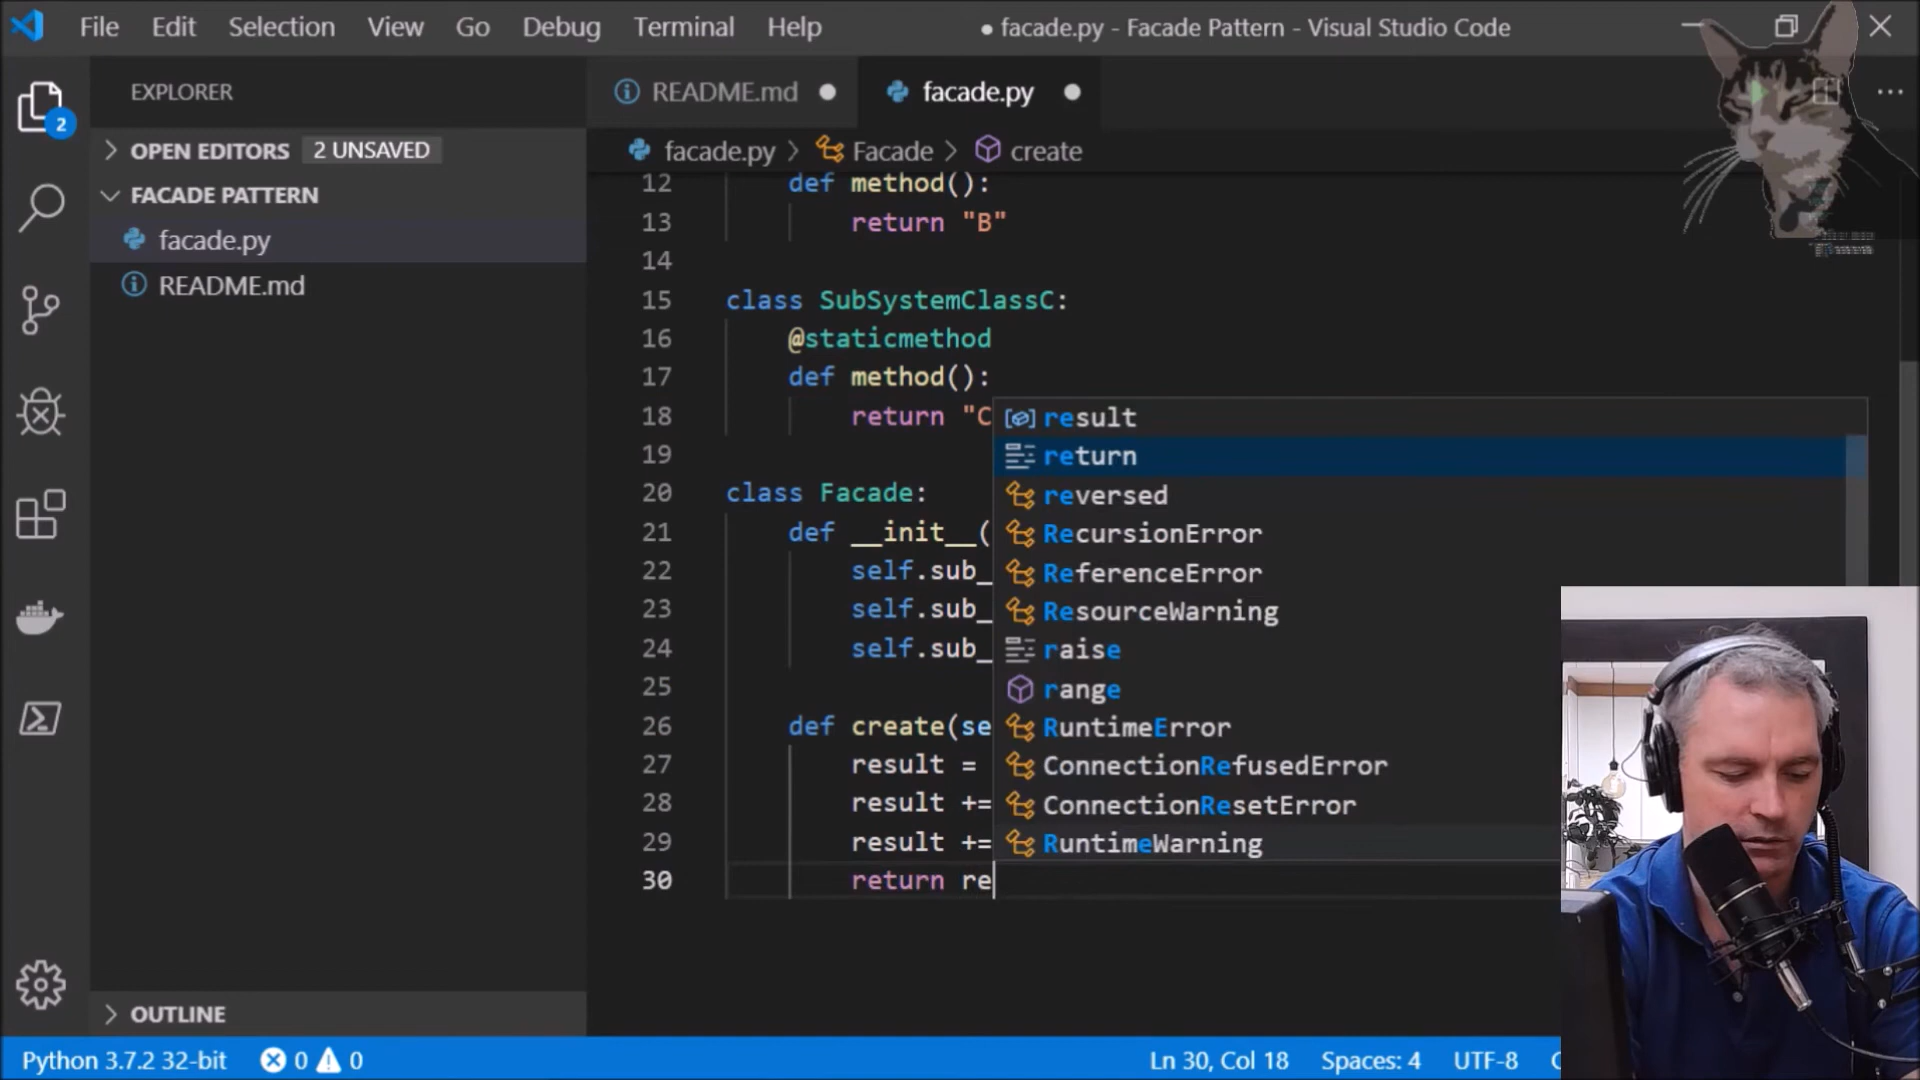 File Edit Selection View Go Debug Terminal Help
● facade.py - Facade Pattern - Visual Studio Code
EXPLORER
README.md
facade.py
OPEN EDITORS 2 UNSAVED
facade.py > Facade > create
FACADE PATTERN
facade.py
README.md
12 def method():
13 return "B"
14
15 class SubSystemClassC:
16 @staticmethod
17 def method():
18 return "C
19
20 class Facade:
21 def __init__(
22 self.sub_
23 self.sub_
24 self.sub_
25
26 def create(se
27 result =
28 result +=
29 result +=
30 return re
result
return
reversed
RecursionError
ReferenceError
ResourceWarning
raise
range
RuntimeError
ConnectionRefusedError
ConnectionResetError
RuntimeWarning
2
OUTLINE
Python 3.7.2 32-bit 0 0 Ln 30, Col 18 Spaces: 4 UTF-8